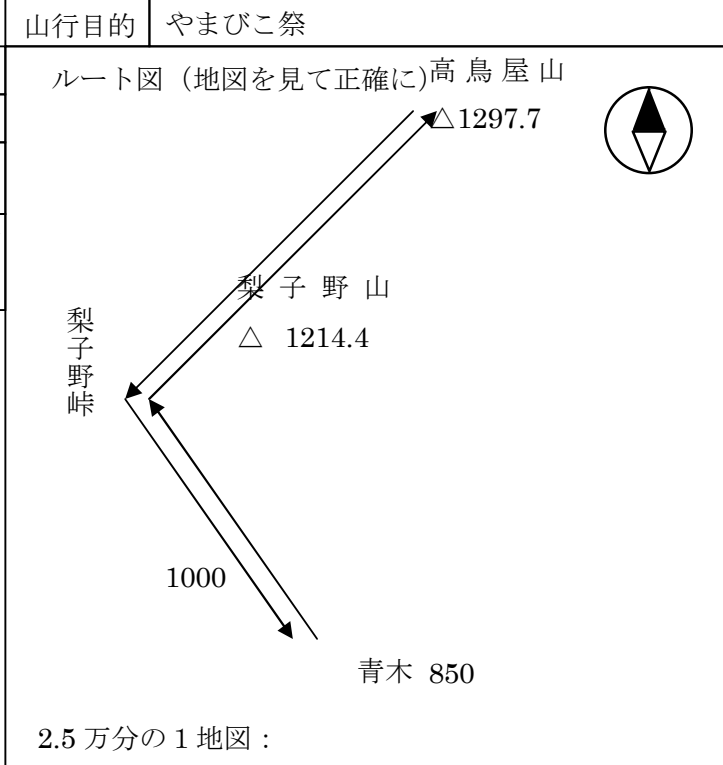 山行目的 やまびこ祭
ルート図（地図を見て正確に）
高鳥屋山
△1297.7
梨子野山
△ 1214.4
梨子野峠
1000
青木 850
2.5 万分の 1 地図：